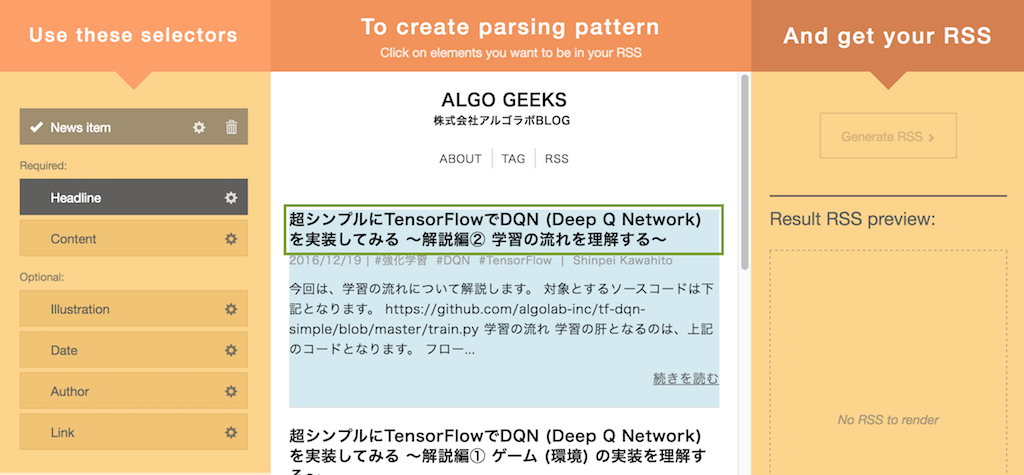 Use these selectors
To create parsing pattern
Click on elements you want to be in your RSS
And get your RSS
News item
Required:
Headline
Content
Optional:
Illustration
Date
Author
Link
ALGO GEEKS
株式会社アルゴラボBLOG
ABOUT | TAG | RSS
超シンプルにTensorFlowでDQN (Deep Q Network)
を実装してみる 〜解説編② 学習の流れを理解する〜
2016/12/19 | #強化学習 #DQN #TensorFlow | Shinpei Kawahito
今回は、学習の流れについて解説します。 対象とするソースコードは下
記となります。 https://github.com/algolab-inc/tf-dqn-
simple/blob/master/train.py 学習の流れ 学習の肝となるのは、上記
のコードとなります。 フロー...
続きを読む
超シンプルにTensorFlowでDQN (Deep Q Network)
を実装してみる 〜解説編① ゲーム (環境) の実装を理解す
る〜
Generate RSS >
Result RSS preview:
No RSS to render